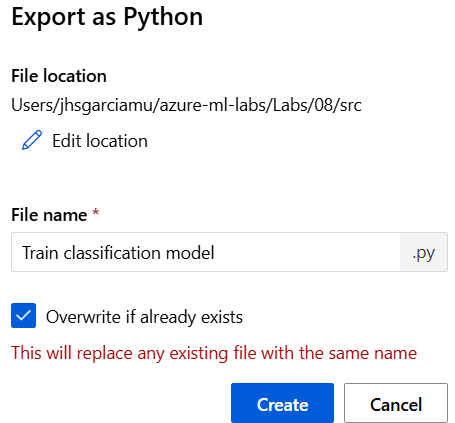 Export as Python
File location
Users/jhsgarciamu/azure-ml-labs/Labs/08/src
Edit location
File name *
Train classification model .py
Overwrite if already exists
This will replace any existing file with the same name
Create Cancel